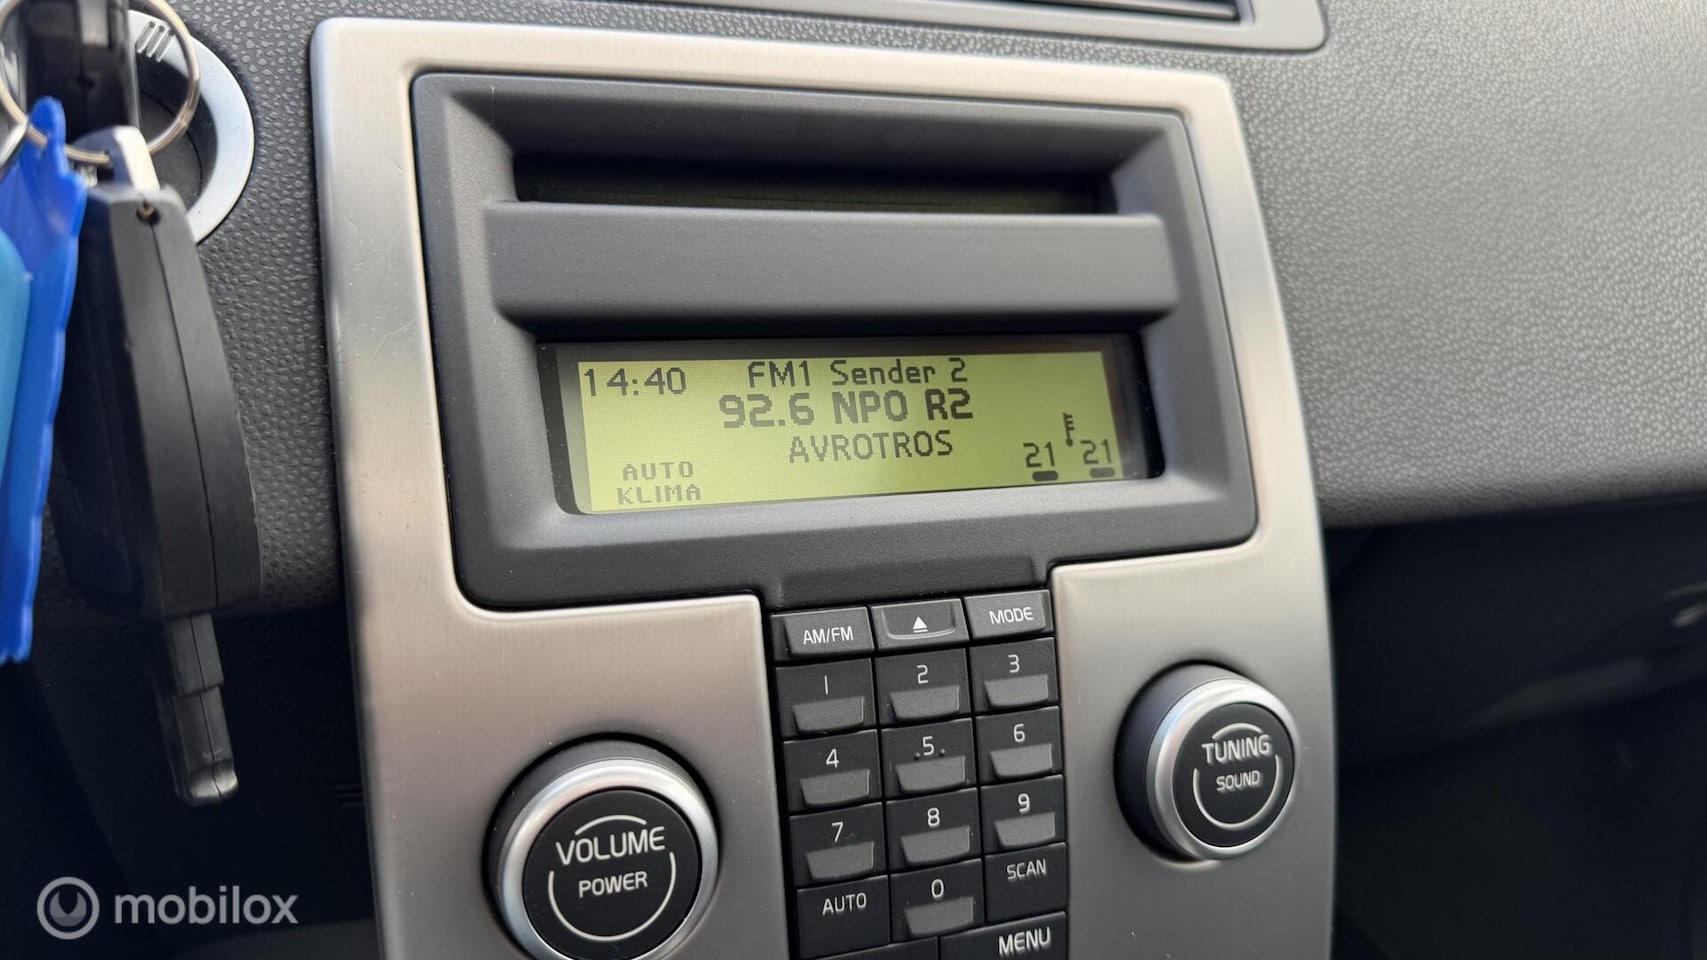 14:40
FM1 Sender 2
92.6 NPO R2
AVROTROS
AUTO
KLIMA
21 21
AM/FM
MODE
1 2 3
4 .5. 6
7 8 9
AUTO 0 SCAN
MENU
VOLUME
POWER
TUNING
SOUND
mobilox